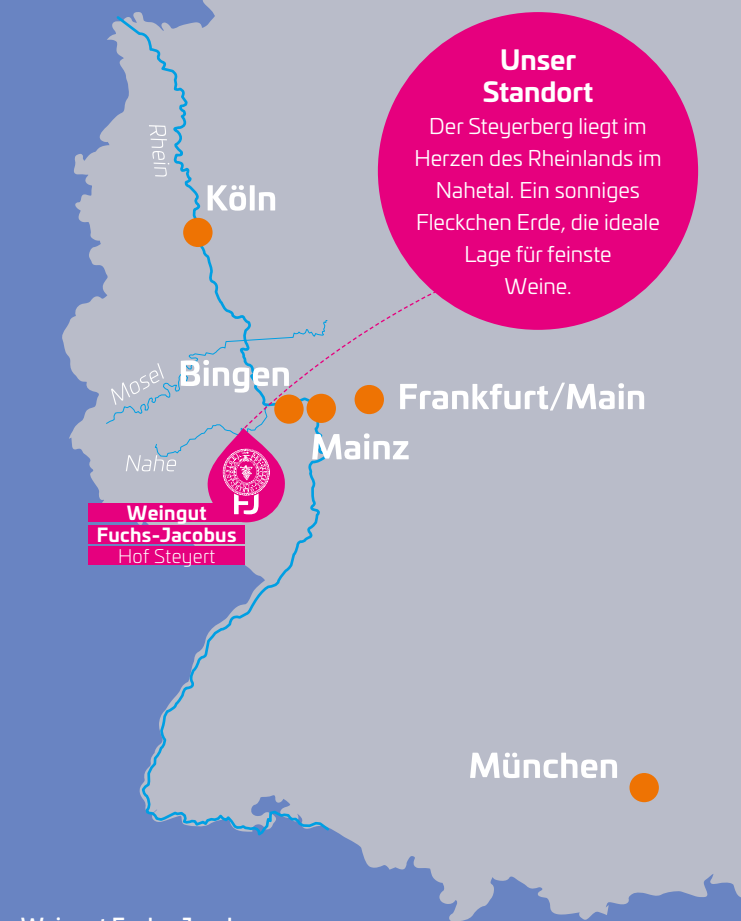 Unser
Standort
Der Steyerberg liegt im
Herzen des Rheinlands im
Nahetal. Ein sonniges
Fleckchen Erde, die ideale
Lage für feinste
Weine.
Rhein
Köln
Mosel
Bingen
Frankfurt/Main
Mainz
Nahe
FJ
Weingut
Fuchs-Jacobus
Hof Steyert
München